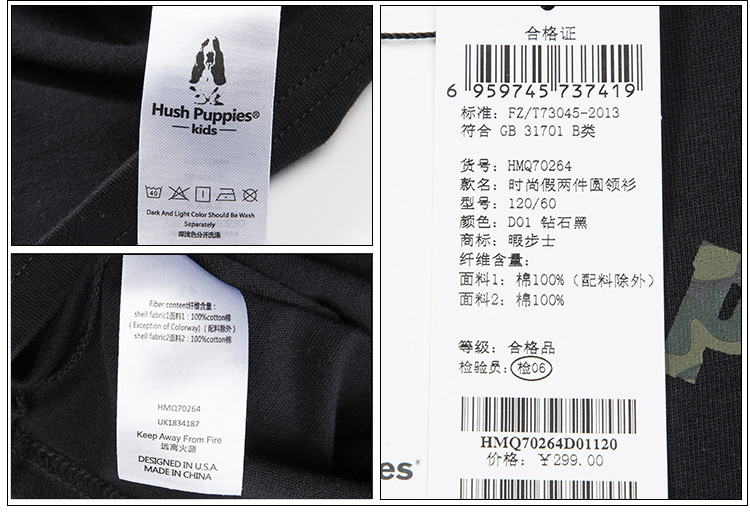 Hush Puppies®
kids
40
Dark And Light Color Should Be Wash
Separately
深浅色分开洗涤
Fiber content纤维含量:
shell fabric1面料1: 100%cotton棉
( Exception of Colorway) (配料除外)
shell fabric2面料2: 100%cotton棉
HMQ70264
UK1834187
Keep Away From Fire
远离火源
DESIGNED IN U.S.A.
MADE IN CHINA
合格证
6 959745 737419
标准: FZ/T73045-2013
符合 GB 31701 B类
货号: HMQ70264
款名: 时尚假两件圆领衫
型号: 120/60
颜色: D01 钻石黑
商标: 暇步士
纤维含量:
面料1: 棉100% (配料除外)
面料2: 棉100%
等级: 合格品
检验员: 检06
HMQ70264D01120
价格: ￥299.00
es®